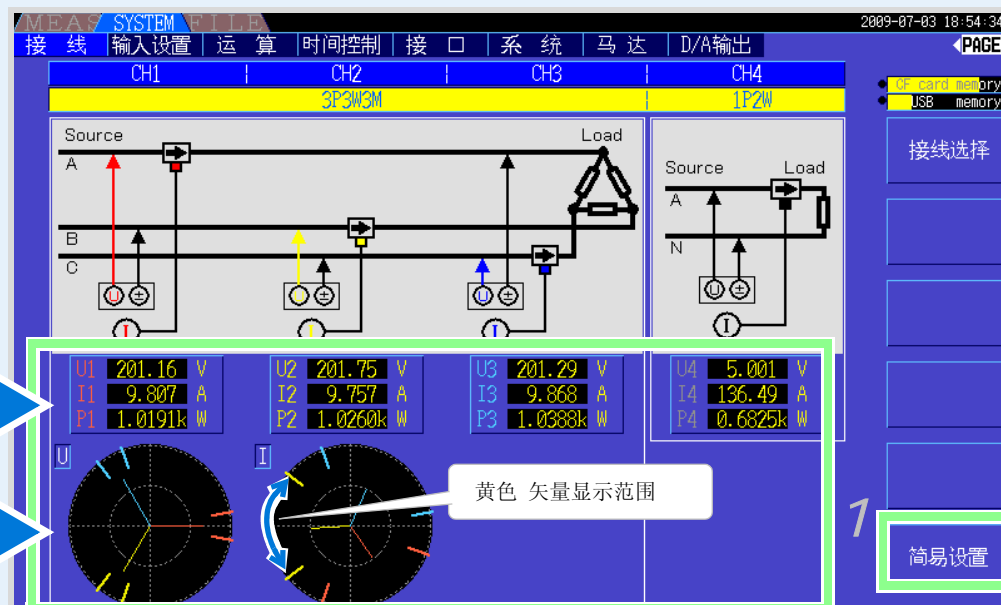 MEAS SYSTEM FILE 2009-07-03 18:54:34
接 线 输入设置 运 算 时间控制 接 口 系 统 马 达 D/A输出 PAGE
CH1 CH2 CH3 CH4
3P3W3M 1P2W
CF card memory
USB memory
接线选择
Source Load
A
B
C
U ± U ± U ±
I I I
Source Load
A
N
U ±
I
U1 201.16 V U2 201.75 V U3 201.29 V U4 5.001 V
I1 9.807 A I2 9.757 A I3 9.868 A I4 136.49 A
P1 1.0191k W P2 1.0260k W P3 1.0388k W P4 0.6825k W
U I
黄色 矢量显示范围
1
简易设置